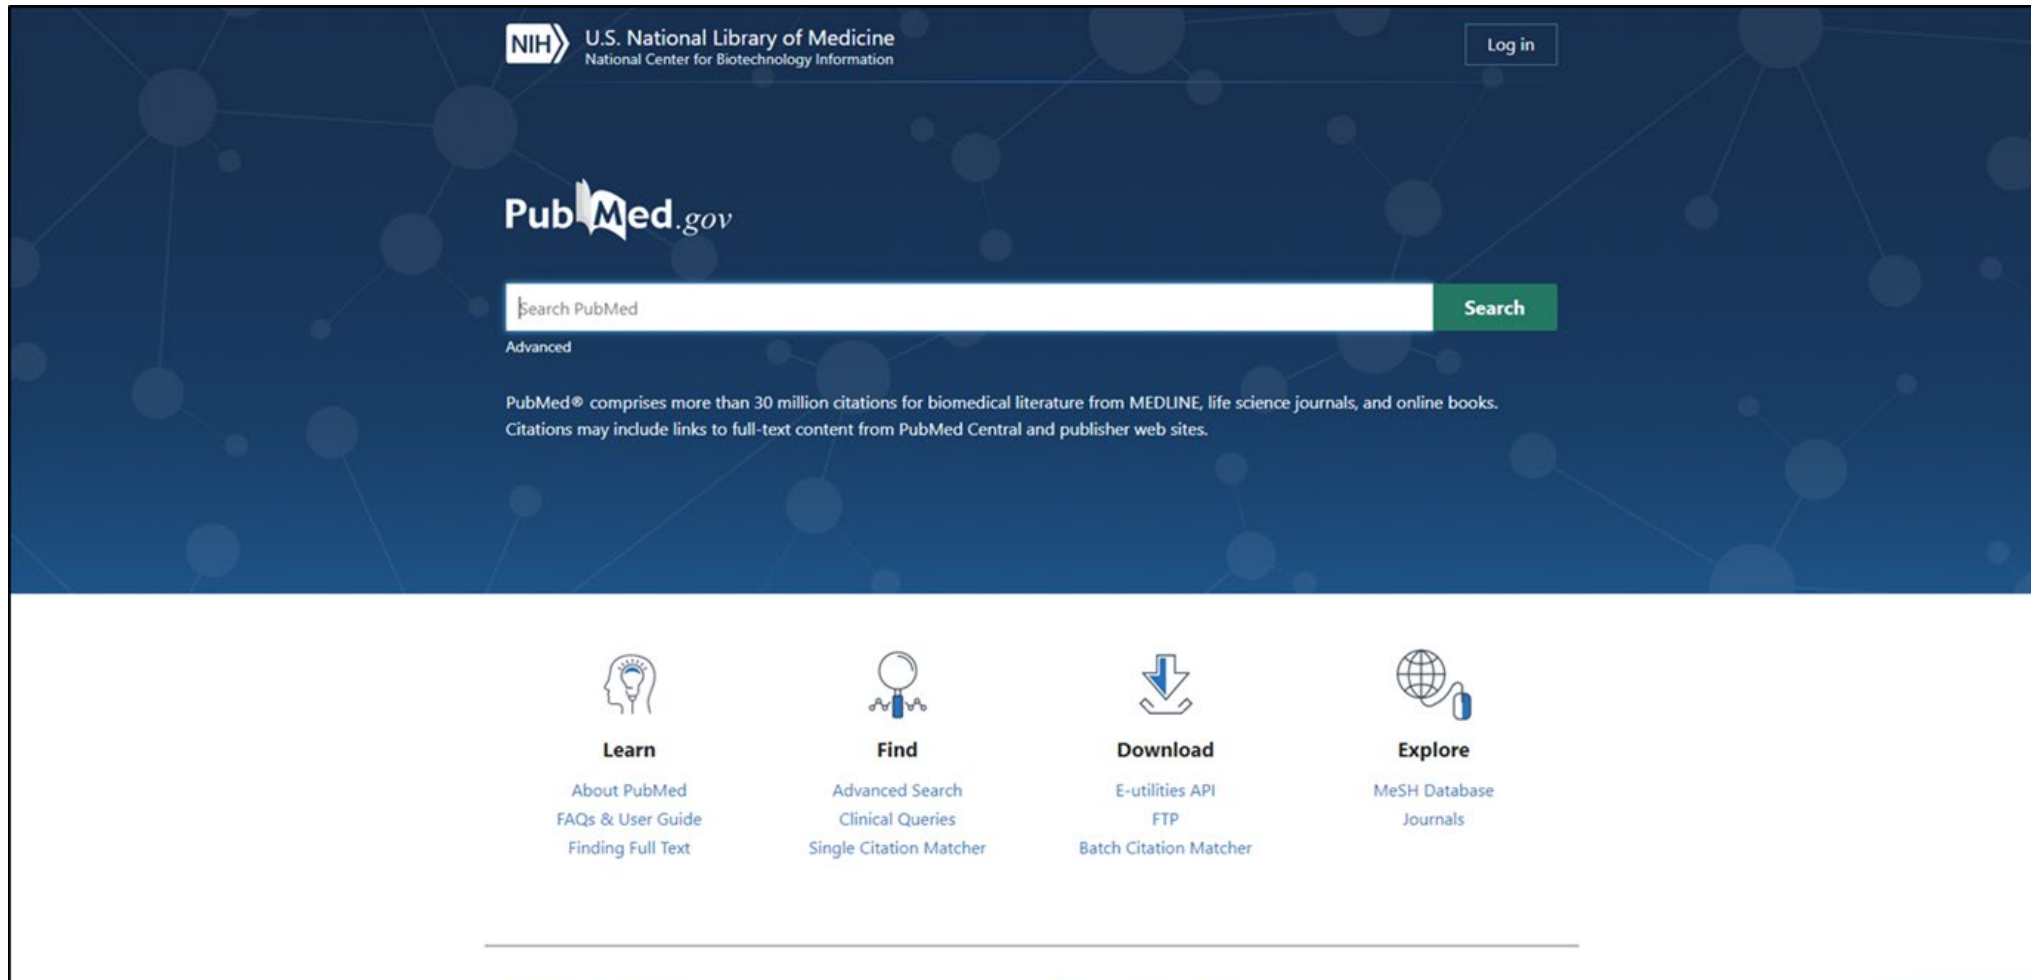 NIH
U.S. National Library of Medicine
National Center for Biotechnology Information
Log in
PubMed.gov
Search PubMed
Search
Advanced
PubMed® comprises more than 30 million citations for biomedical literature from MEDLINE, life science journals, and online books.
Citations may include links to full-text content from PubMed Central and publisher web sites.
Learn
About PubMed
FAQs & User Guide
Finding Full Text
Find
Advanced Search
Clinical Queries
Single Citation Matcher
Download
E-utilities API
FTP
Batch Citation Matcher
Explore
MeSH Database
Journals